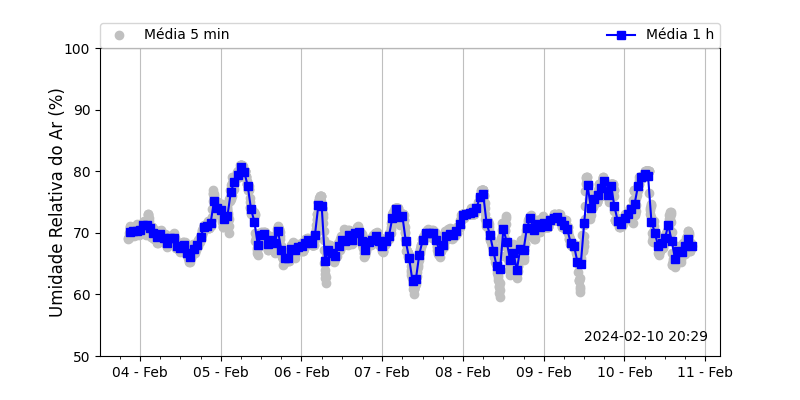 Média 5 min
Média 1 h
Umidade Relativa do Ar (%)
100
90
80
70
60
50
2024-02-10 20:29
04 - Feb
05 - Feb
06 - Feb
07 - Feb
08 - Feb
09 - Feb
10 - Feb
11 - Feb